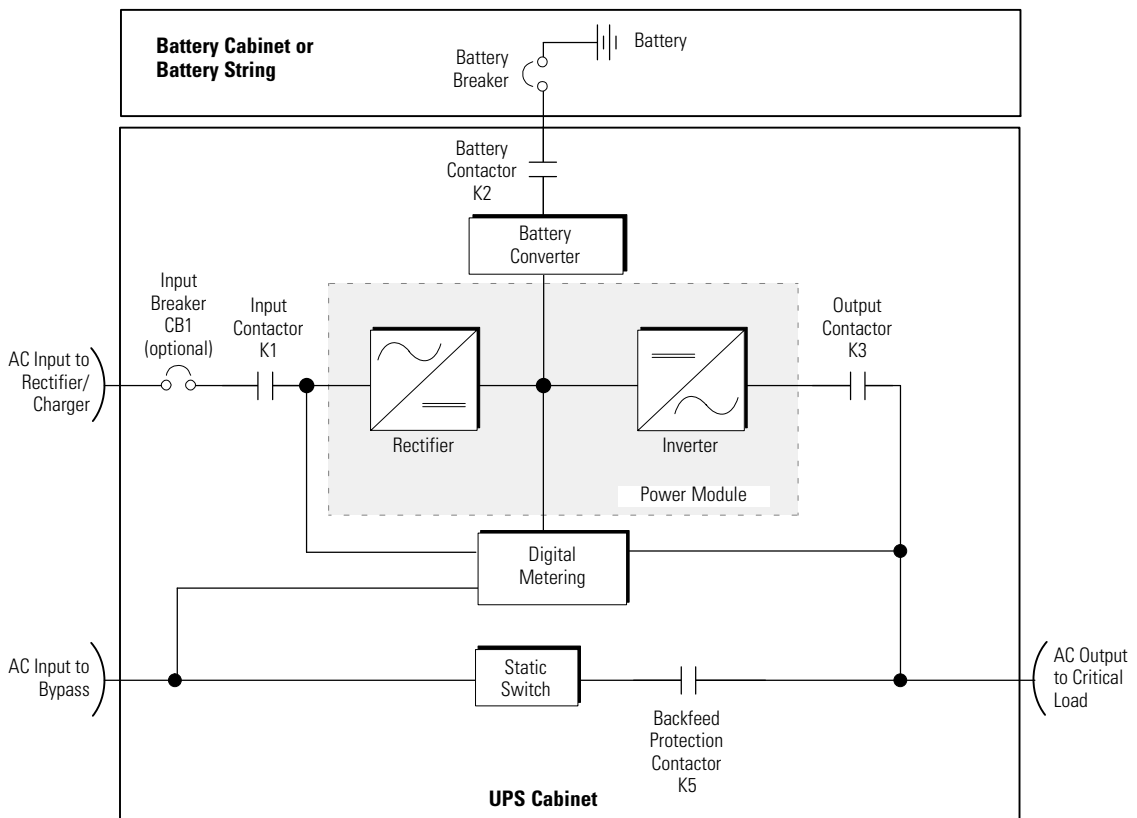 Battery Cabinet or
Battery String
Battery
Battery
Breaker
Battery
Contactor
K2
Battery
Converter
Input
Breaker
CB1
(optional)
Input
Contactor
K1
Output
Contactor
K3
AC Input to
Rectifier/
Charger
Rectifier
Inverter
Power Module
Digital
Metering
AC Input to
Bypass
Static
Switch
AC Output
to Critical
Load
Backfeed
Protection
Contactor
K5
UPS Cabinet